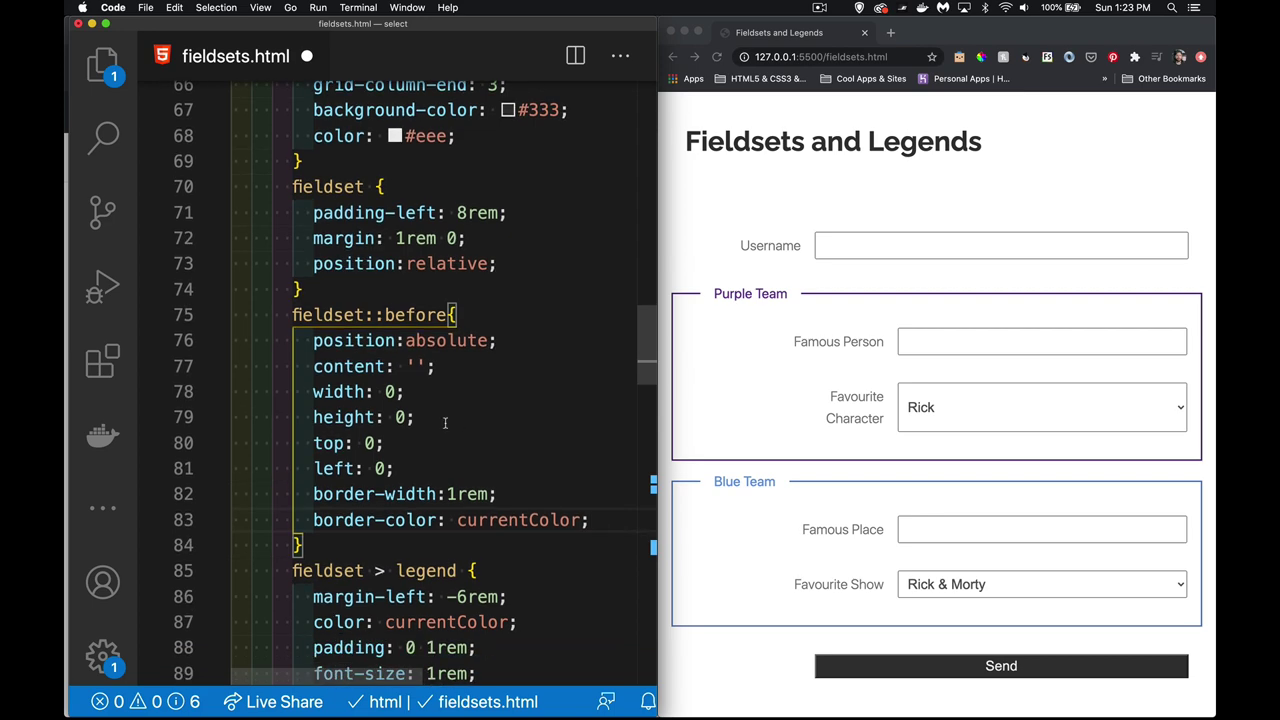 Code File Edit Selection View Go Run Terminal Window Help 100% Sun 1:23 PM
fieldsets.html — select
fieldsets.html
Fieldsets and Legends
127.0.0.1:5500/fieldsets.html
Apps HTML5 & CSS3 &... Cool Apps & Sites Personal Apps | H... » Other Bookmarks
66 grid-column-end: 3;
67 background-color: #333;
68 color: #eee;
69 }
70 fieldset {
71 padding-left: 8rem;
72 margin: 1rem 0;
73 position:relative;
74 }
75 fieldset::before{
76 position:absolute;
77 content: '';
78 width: 0;
79 height: 0;
80 top: 0;
81 left: 0;
82 border-width:1rem;
83 border-color: currentColor;
84 }
85 fieldset > legend {
86 margin-left: -6rem;
87 color: currentColor;
88 padding: 0 1rem;
89 font-size: 1rem;
1
1
0 0 6 Live Share html fieldsets.html
Fieldsets and Legends
Username
Purple Team
Famous Person
Favourite
Character
Rick
Blue Team
Famous Place
Favourite Show Rick & Morty
Send